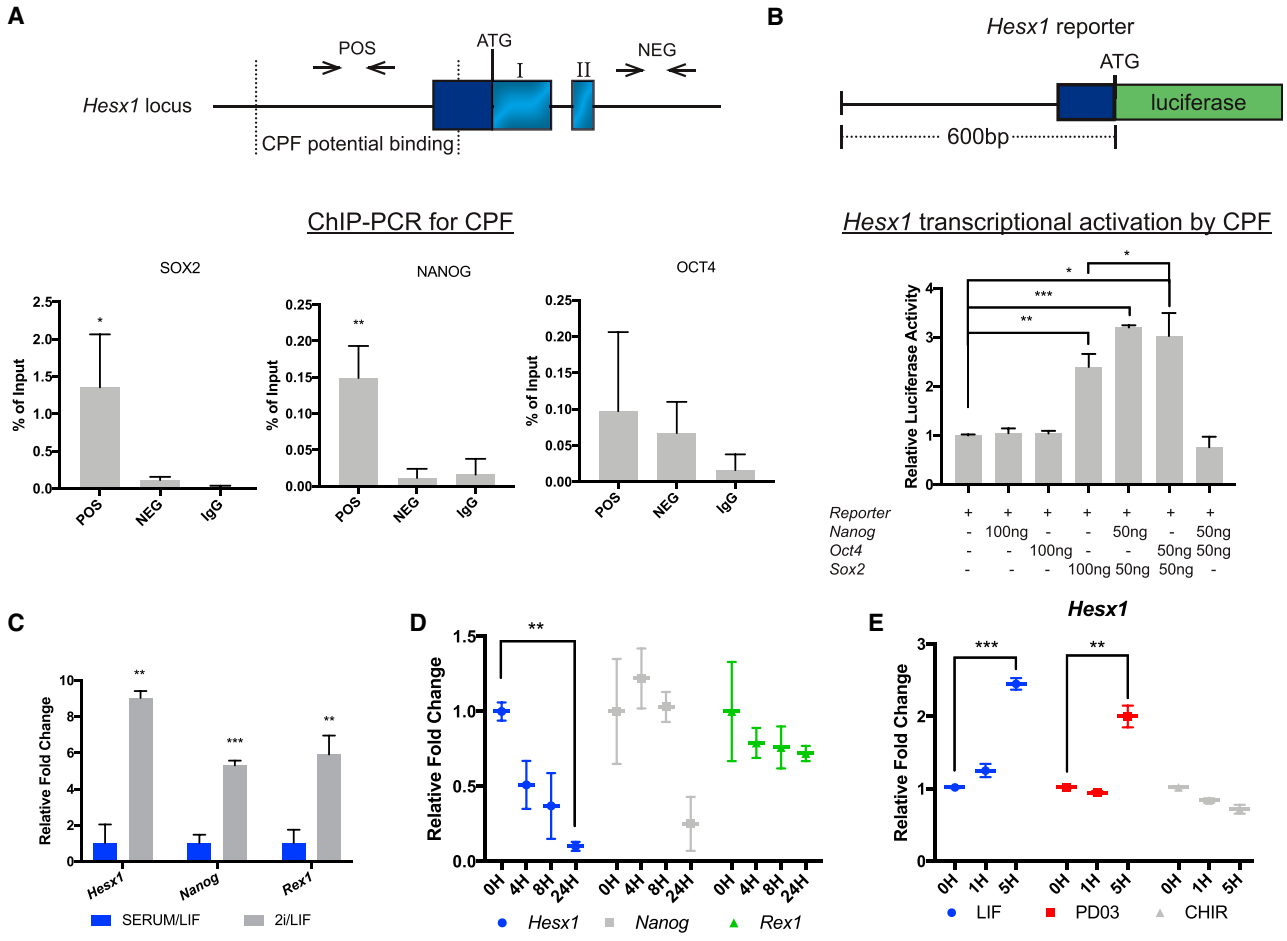 A
POS
ATG
I
II
NEG
Hesx1 locus
CPF potential binding
B
Hesx1 reporter
ATG
luciferase
600bp
ChIP-PCR for CPF
SOX2
% of Input
2.5
2.0
1.5
1.0
0.5
0.0
*
POS
NEG
IgG
NANOG
% of Input
0.25
0.20
0.15
0.10
0.05
0.00
**
POS
NEG
IgG
OCT4
% of Input
0.25
0.20
0.15
0.10
0.05
0.00
POS
NEG
IgG
Hesx1 transcriptional activation by CPF
Relative Luciferase Activity
4
3
2
1
0
*
*
***
**
Reporter + + + + + + +
Nanog - 100ng - - 50ng - 50ng
Oct4 - - 100ng - - 50ng 50ng
Sox2 - - - 100ng 50ng 50ng -
C
Relative Fold Change
10
8
6
4
2
0
**
***
**
Hesx1
Nanog
Rex1
SERUM/LIF
2i/LIF
D
Relative Fold Change
1.5
1.0
0.5
0.0
**
0H
4H
8H
24H
0H
4H
8H
24H
0H
4H
8H
24H
Hesx1
Nanog
Rex1
E
Hesx1
Relative Fold Change
3
2
1
0
***
**
0H
1H
5H
0H
1H
5H
0H
1H
5H
LIF
PD03
CHIR